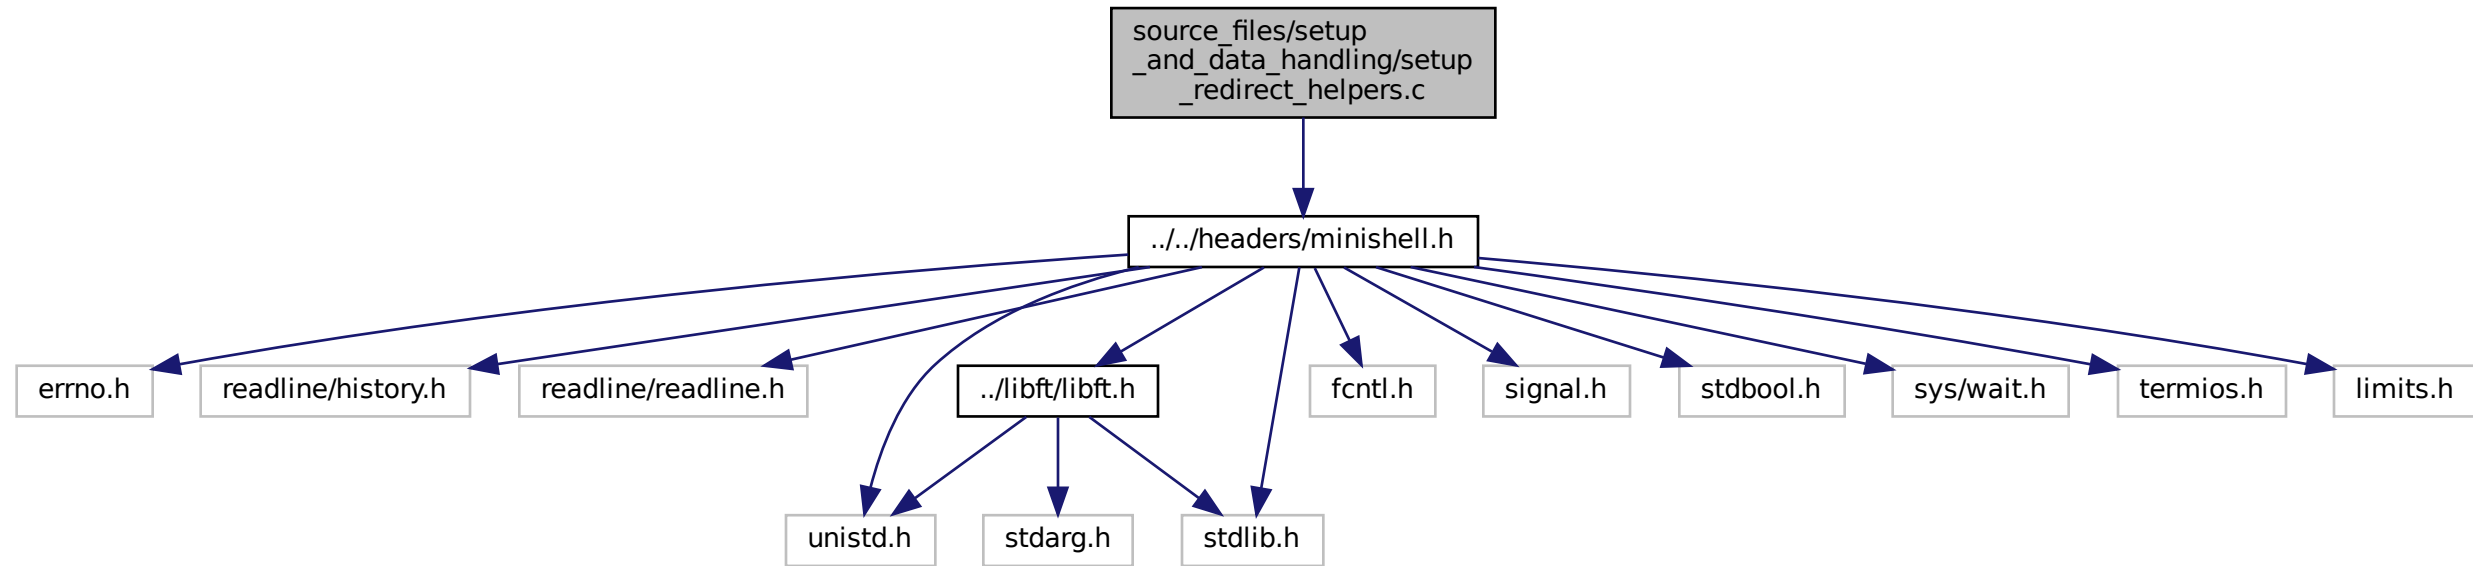 source_files/setup
_and_data_handling/setup
_redirect_helpers.c
../../headers/minishell.h
errno.h
readline/history.h
readline/readline.h
../libft/libft.h
fcntl.h
signal.h
stdbool.h
sys/wait.h
termios.h
limits.h
unistd.h
stdarg.h
stdlib.h